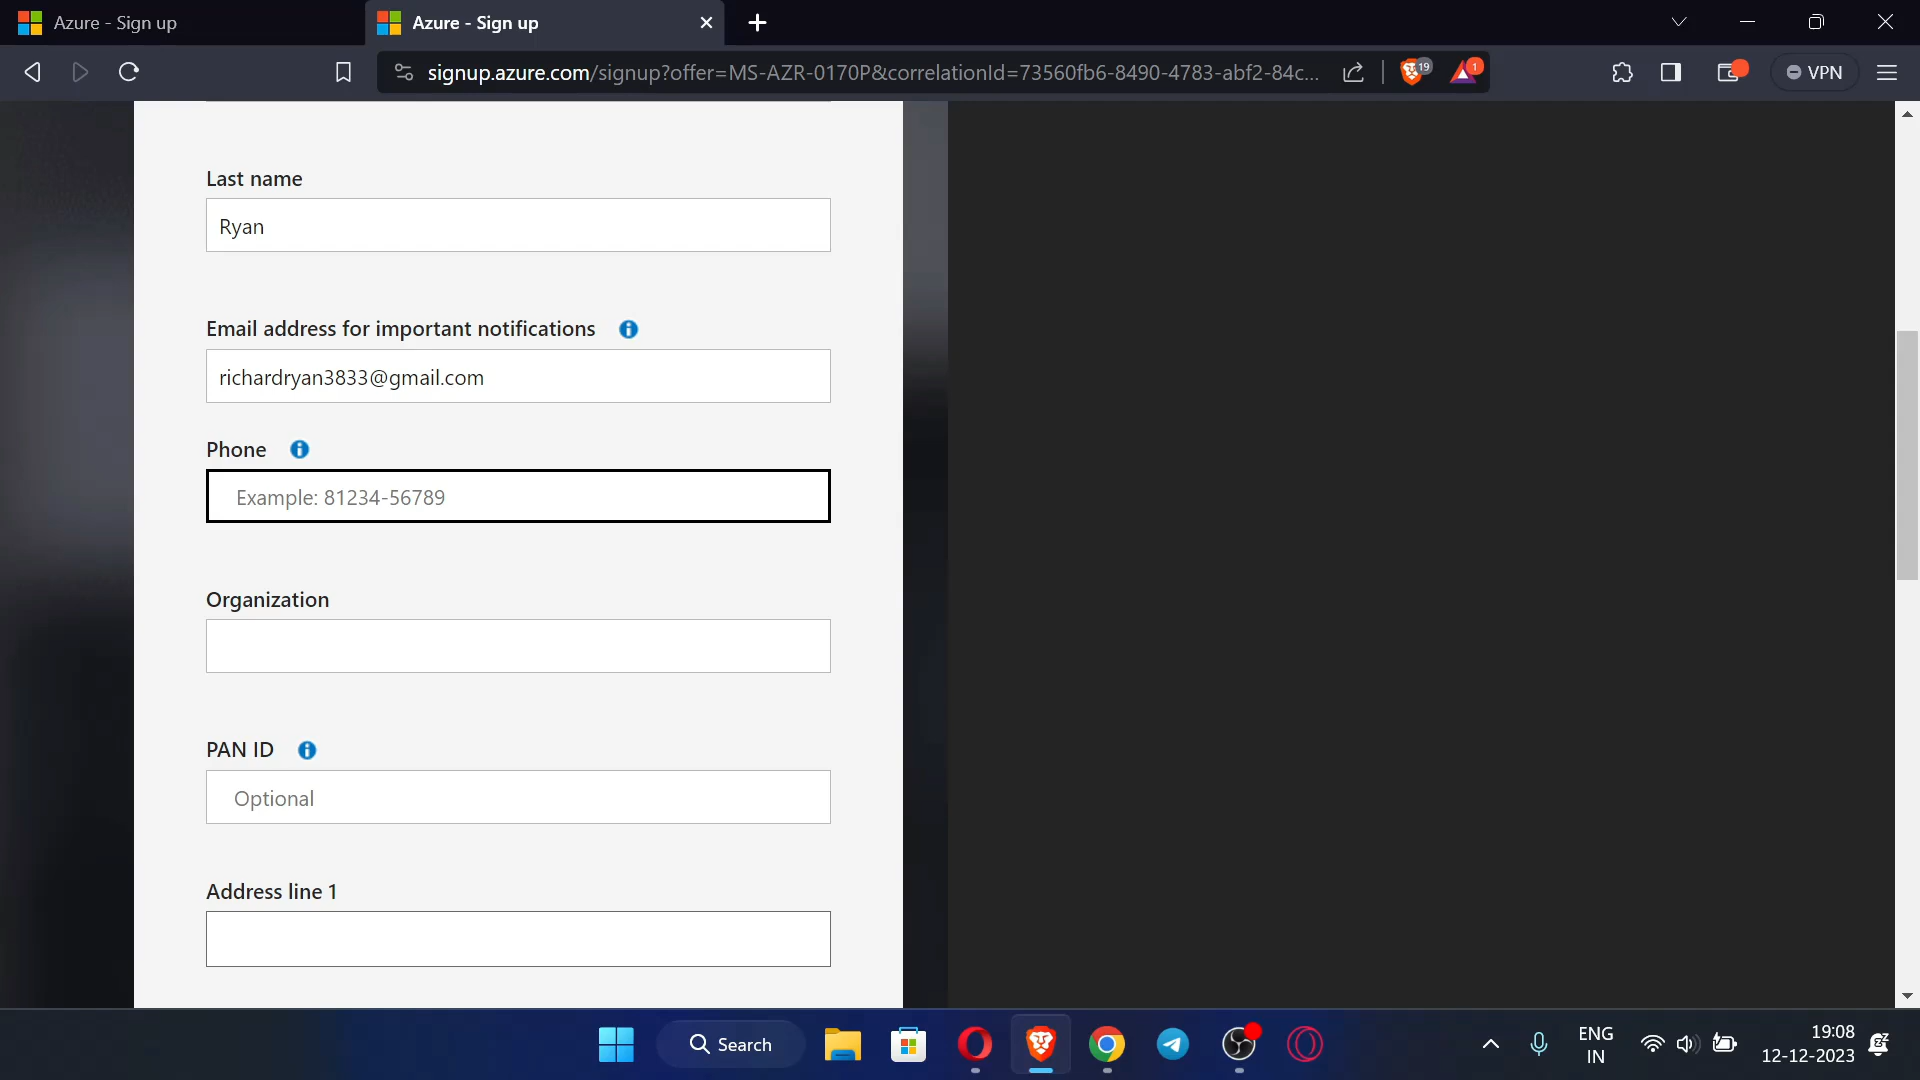 Azure - Sign up
Azure - Sign up
signup.azure.com/signup?offer=MS-AZR-0170P&correlationId=73560fb6-8490-4783-abf2-84c...
19
1
VPN
Last name
Ryan
Email address for important notifications
richardryan3833@gmail.com
Phone
Example: 81234-56789
Organization
PAN ID
Optional
Address line 1
Search
ENG
IN
19:08
12-12-2023